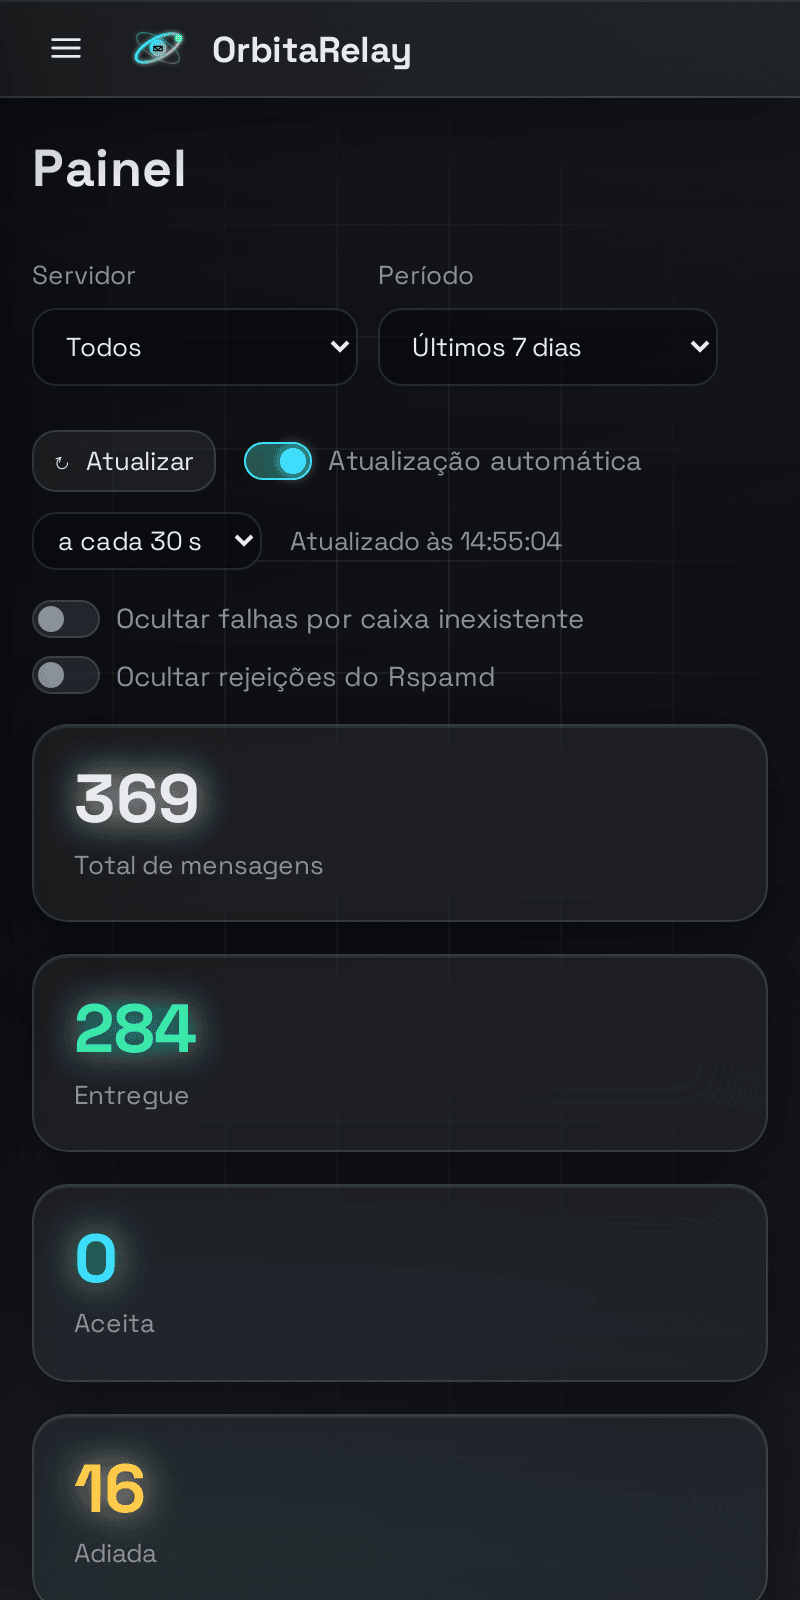 OrbitaRelay
Painel
Servidor Período
Todos Últimos 7 dias
↻ Atualizar Atualização automática
a cada 30 s Atualizado às 14:55:04
Ocultar falhas por caixa inexistente
Ocultar rejeições do Rspamd
369
Total de mensagens
284
Entregue
0
Aceita
16
Adiada